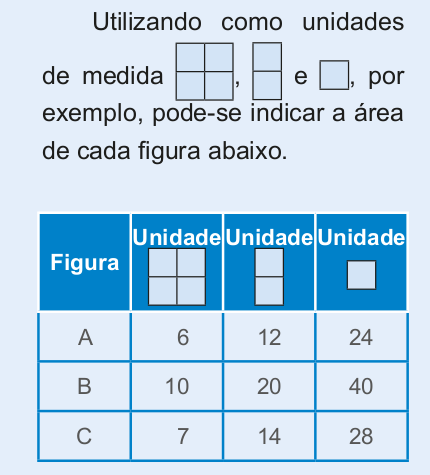 Utilizando como unidades
de medida , e , por
exemplo, pode-se indicar a área
de cada figura abaixo.
Figura Unidade Unidade Unidade
A 6 12 24
B 10 20 40
C 7 14 28